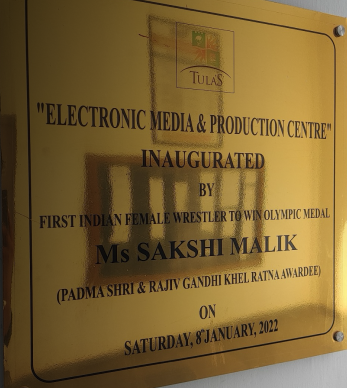 TULA'S
"ELECTRONIC MEDIA & PRODUCTION CENTRE"
INAUGURATED
BY
FIRST INDIAN FEMALE WRESTLER TO WIN OLYMPIC MEDAL
Ms SAKSHI MALIK
(PADMA SHRI & RAJIV GANDHI KHEL RATNA AWARDEE)
ON
SATURDAY, 8th JANUARY, 2022